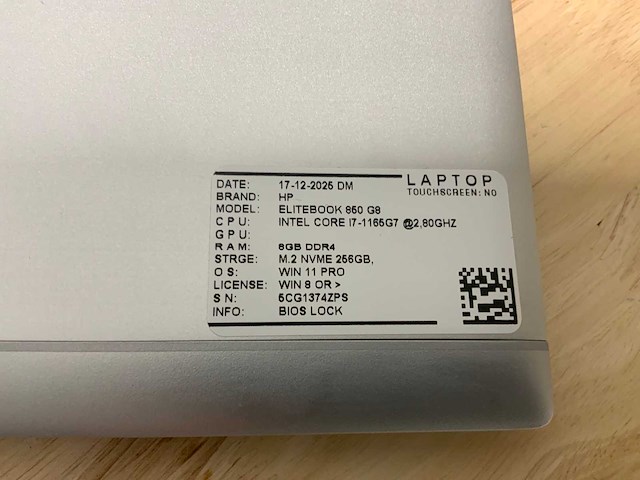 LAPTOP
TOUCHSCREEN: NO
DATE: 17-12-2025 DM
BRAND: HP
MODEL: ELITEBOOK 850 G8
CPU: INTEL CORE I7-1165G7 @2,80GHZ
GPU:
RAM: 8GB DDR4
STRGE: M.2 NVME 256GB,
OS: WIN 11 PRO
LICENSE: WIN 8 OR >
SN: 5CG1374ZPS
INFO: BIOS LOCK